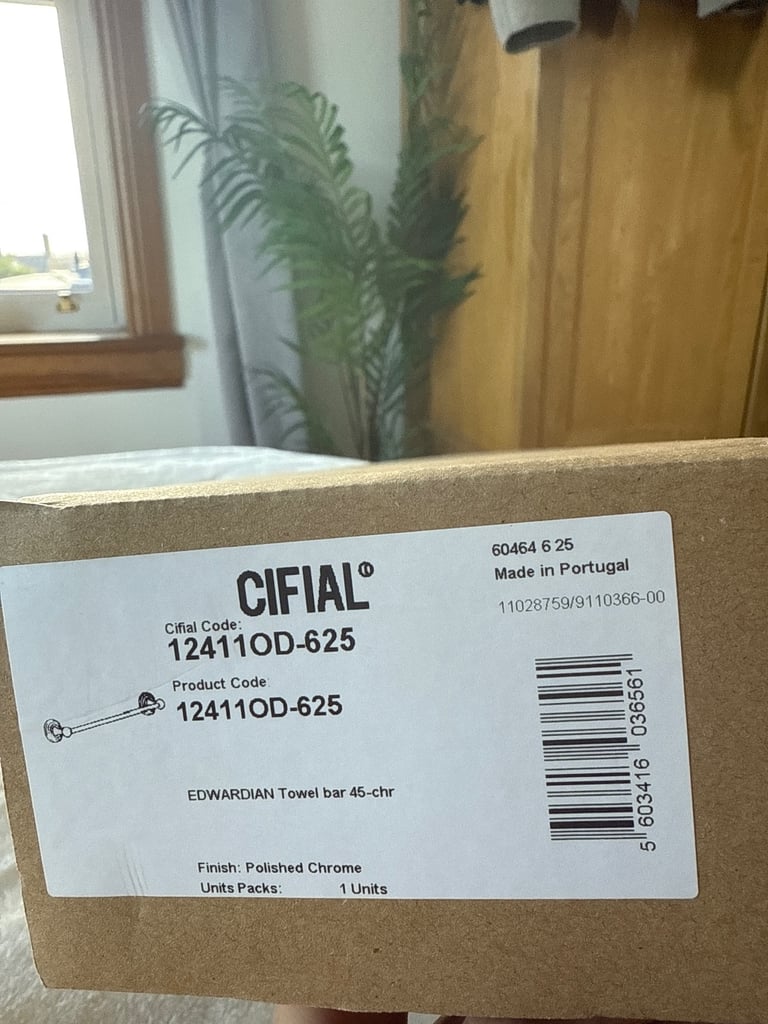 CIFIAL
60464 6 25
Made in Portugal
11028759/9110366-00
Cifial Code:
12411OD-625
Product Code
12411OD-625
EDWARDIAN Towel bar 45-chr
Finish: Polished Chrome
Units Packs: 1 Units
5 603416 036561